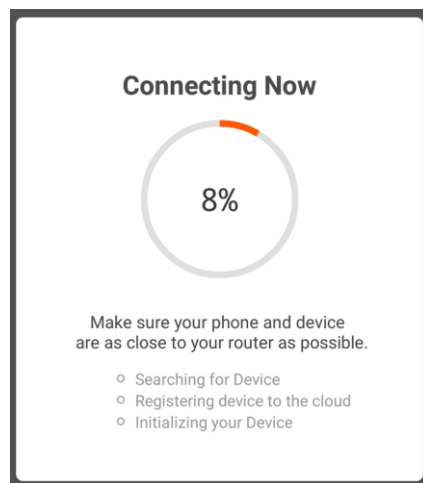 Connecting Now
8%
Make sure your phone and device
are as close to your router as possible.
Searching for Device
Registering device to the cloud
Initializing your Device